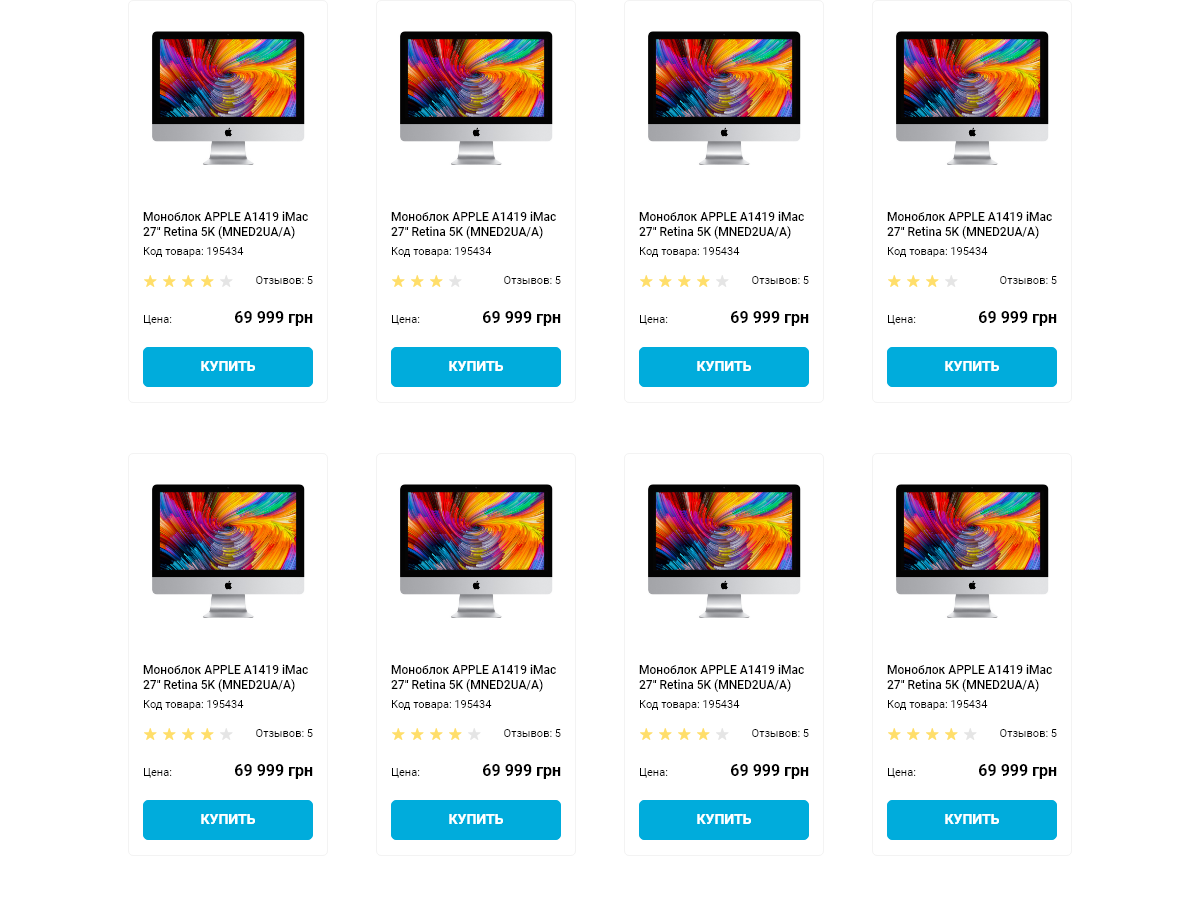 Моноблок APPLE A1419 iMac
27" Retina 5K (MNED2UA/A)
Код товара: 195434
Отзывов: 5
Цена: 69 999 грн
КУПИТЬ
Моноблок APPLE A1419 iMac
27" Retina 5K (MNED2UA/A)
Код товара: 195434
Отзывов: 5
Цена: 69 999 грн
КУПИТЬ
Моноблок APPLE A1419 iMac
27" Retina 5K (MNED2UA/A)
Код товара: 195434
Отзывов: 5
Цена: 69 999 грн
КУПИТЬ
Моноблок APPLE A1419 iMac
27" Retina 5K (MNED2UA/A)
Код товара: 195434
Отзывов: 5
Цена: 69 999 грн
КУПИТЬ
Моноблок APPLE A1419 iMac
27" Retina 5K (MNED2UA/A)
Код товара: 195434
Отзывов: 5
Цена: 69 999 грн
КУПИТЬ
Моноблок APPLE A1419 iMac
27" Retina 5K (MNED2UA/A)
Код товара: 195434
Отзывов: 5
Цена: 69 999 грн
КУПИТЬ
Моноблок APPLE A1419 iMac
27" Retina 5K (MNED2UA/A)
Код товара: 195434
Отзывов: 5
Цена: 69 999 грн
КУПИТЬ
Моноблок APPLE A1419 iMac
27" Retina 5K (MNED2UA/A)
Код товара: 195434
Отзывов: 5
Цена: 69 999 грн
КУПИТЬ